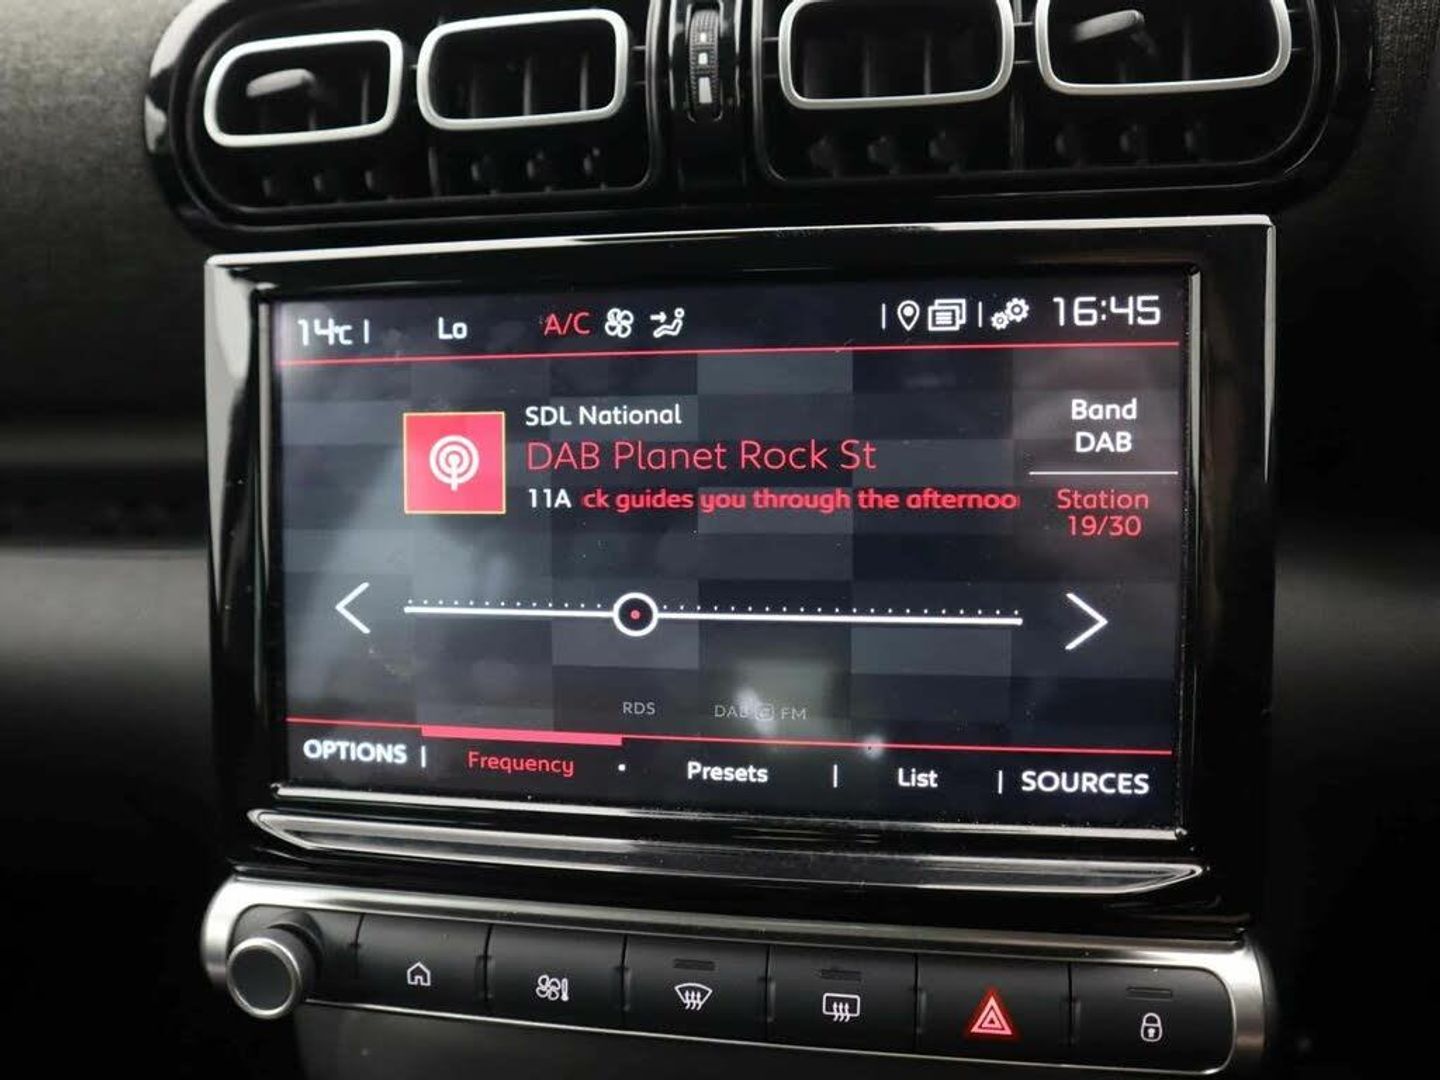 14°C | Lo A/C | | 16:45
SDL National
DAB Planet Rock St
11A ck guides you through the afternoo
Band
DAB
Station
19/30
RDS DAB FM
OPTIONS | Frequency • Presets | List | SOURCES